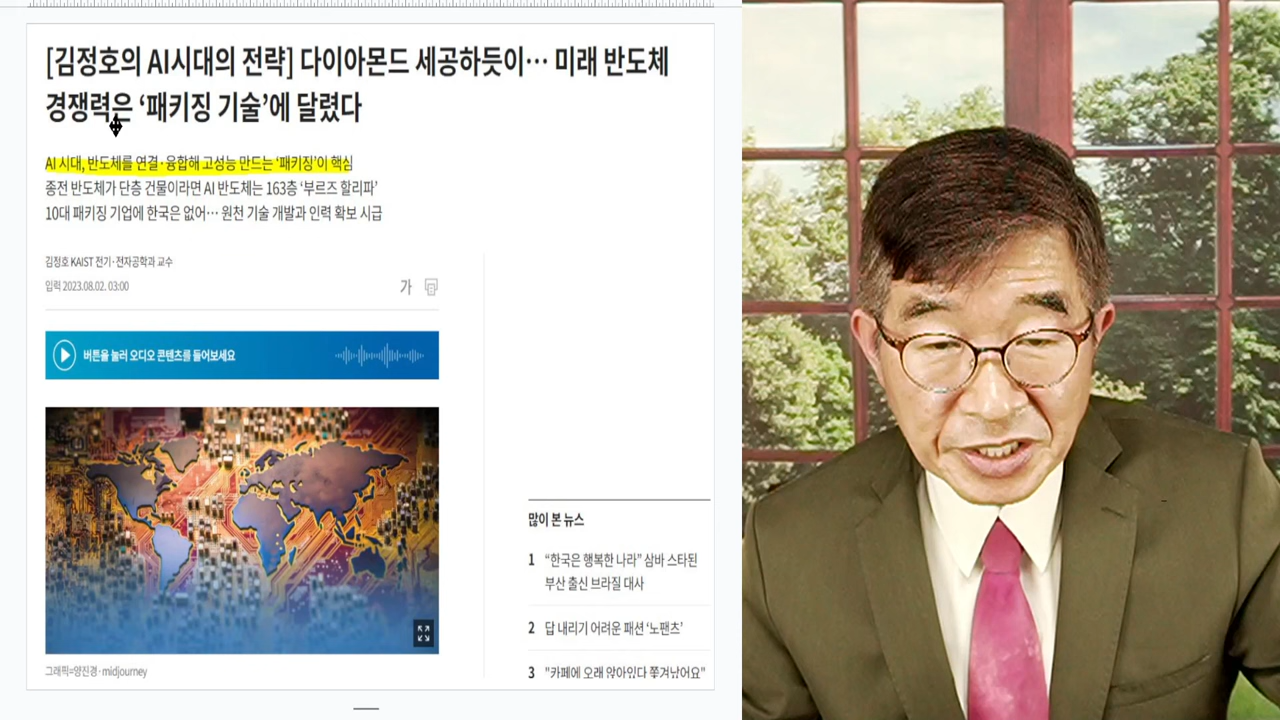 [김정호의 AI시대의 전략] 다이아몬드 세공하듯이… 미래 반도체
경쟁력은 ‘패키징 기술’에 달렸다
AI 시대, 반도체를 연결·융합해 고성능 만드는 ‘패키징’이 핵심
종전 반도체가 단층 건물이라면 AI 반도체는 163층 ‘부르즈 할리파’
10대 패키징 기업에 한국은 없어… 원천 기술 개발과 인력 확보 시급
김정호 KAIST 전기·전자공학과 교수
입력 2023.08.02. 03:00
가
버튼을 눌러 오디오 콘텐츠를 들어보세요
그래픽=양진경·midjourney
많이 본 뉴스
1 “한국은 행복한 나라” 삼바 스타된
부산 출신 브라질 대사
2 답 내리기 어려운 패션 ‘노팬츠’
3 "카페에 오래 앉아있다 쫓겨났어요"